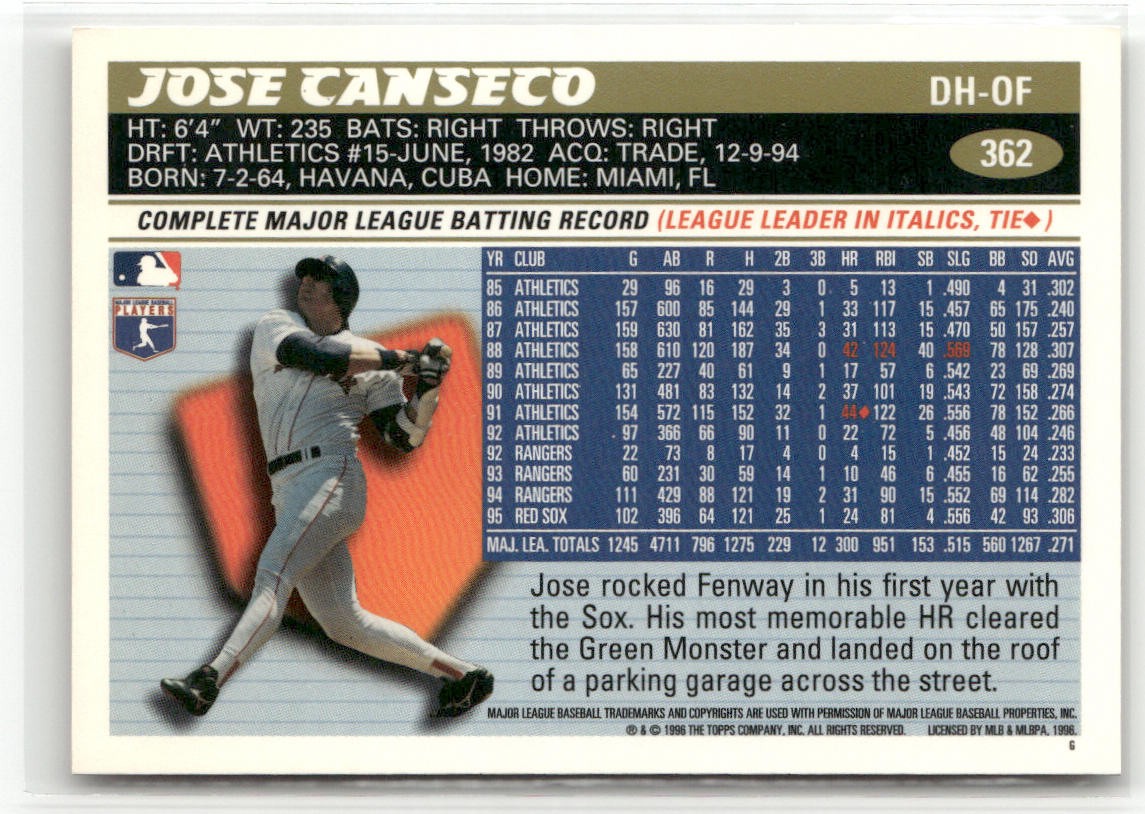 JOSE CANSECO DH-OF
HT: 6'4" WT: 235 BATS: RIGHT THROWS: RIGHT
DRFT: ATHLETICS #15-JUNE, 1982 ACQ: TRADE, 12-9-94
362
BORN: 7-2-64, HAVANA, CUBA HOME: MIAMI, FL
COMPLETE MAJOR LEAGUE BATTING RECORD (LEAGUE LEADER IN ITALICS, TIE♦)
MAJOR LEAGUE BASEBALL
PLAYERS
YR CLUB G AB R H 2B 3B HR RBI SB SLG BB SO AVG
85 ATHLETICS 29 96 16 29 3 0 5 13 1 .490 4 31 .302
86 ATHLETICS 157 600 85 144 29 1 33 117 15 .457 65 175 .240
87 ATHLETICS 159 630 81 162 35 3 31 113 15 .470 50 157 .257
88 ATHLETICS 158 610 120 187 34 0 42 124 40 .569 78 128 .307
89 ATHLETICS 65 227 40 61 9 1 17 57 6 .542 23 69 .269
90 ATHLETICS 131 481 83 132 14 2 37 101 19 .543 72 158 .274
91 ATHLETICS 154 572 115 152 32 1 44♦ 122 26 .556 78 152 .266
92 ATHLETICS 97 366 66 90 11 0 22 72 5 .456 48 104 .246
92 RANGERS 22 73 8 17 4 0 4 15 1 .452 15 24 .233
93 RANGERS 60 231 30 59 14 1 10 46 6 .455 16 62 .255
94 RANGERS 111 429 88 121 19 2 31 90 15 .552 69 114 .282
95 RED SOX 102 396 64 121 25 1 24 81 4 .556 42 93 .306
MAJ. LEA. TOTALS 1245 4711 796 1275 229 12 300 951 153 .515 560 1267 .271
Jose rocked Fenway in his first year with
the Sox. His most memorable HR cleared
the Green Monster and landed on the roof
of a parking garage across the street.
MAJOR LEAGUE BASEBALL TRADEMARKS AND COPYRIGHTS ARE USED WITH PERMISSION OF MAJOR LEAGUE BASEBALL PROPERTIES, INC.
® & © 1996 THE TOPPS COMPANY, INC. ALL RIGHTS RESERVED. LICENSED BY MLB & MLBPA, 1996.
G